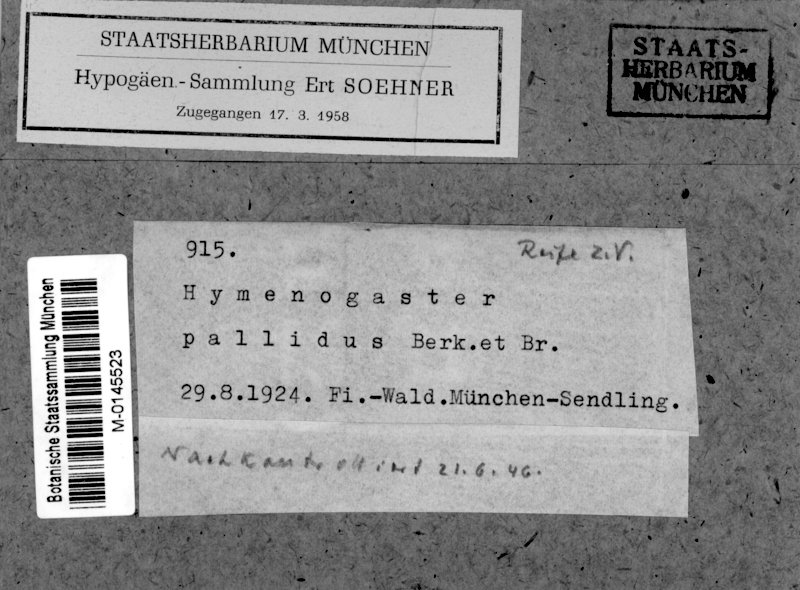 STAATSHERBARIUM MÜNCHEN
Hypogäen-Sammlung Ert SOEHNER
Zugegangen 17. 3. 1958
STAATS-
HERBARIUM
MÜNCHEN
915. Reife z.V.
Hymenogaster
pallidus Berk.et Br.
29.8.1924. Fi.-Wald.München-Sendling.
Nachkontrolliert 21.6.46.
Botanische Staatssammlung München
M-0145523